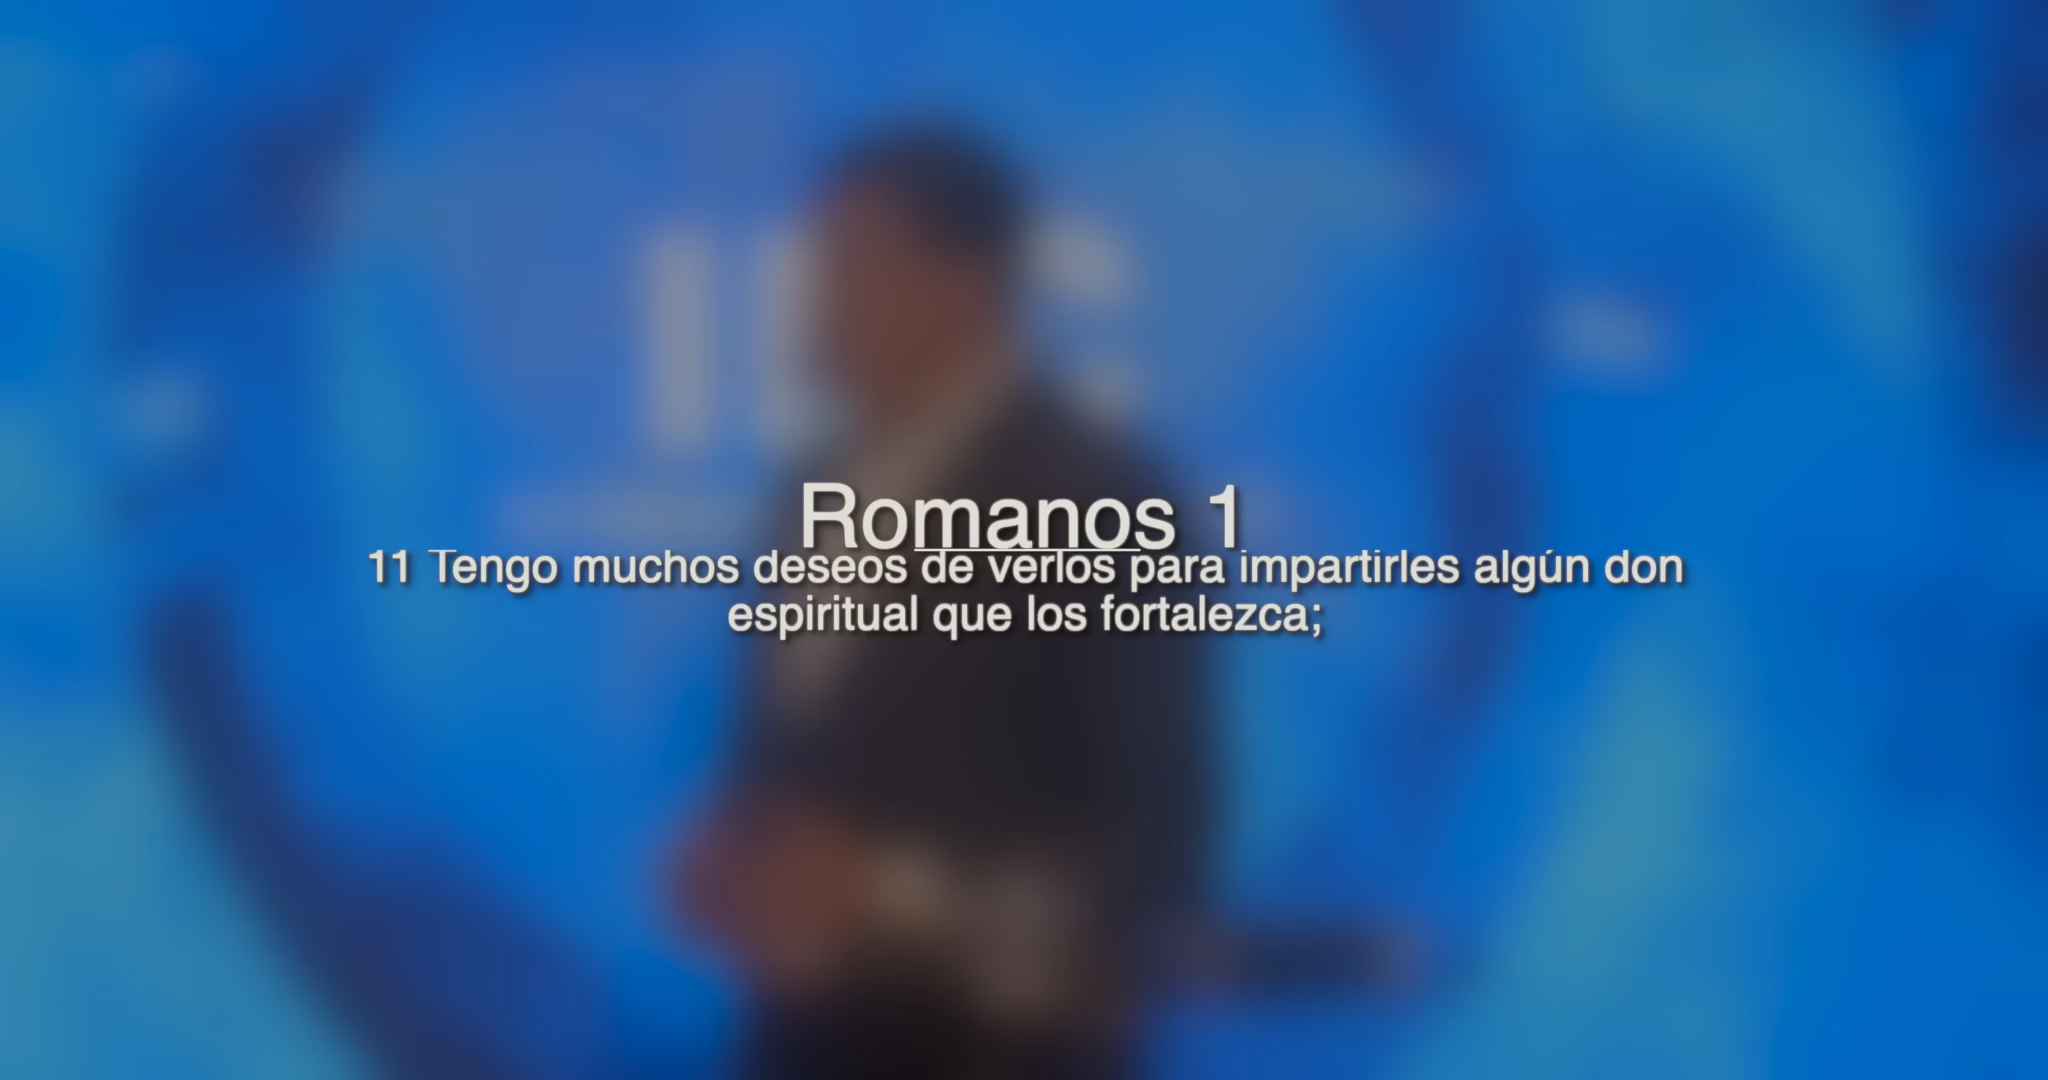 Romanos 1
11 Tengo muchos deseos de verlos para impartirles algún don
espiritual que los fortalezca;